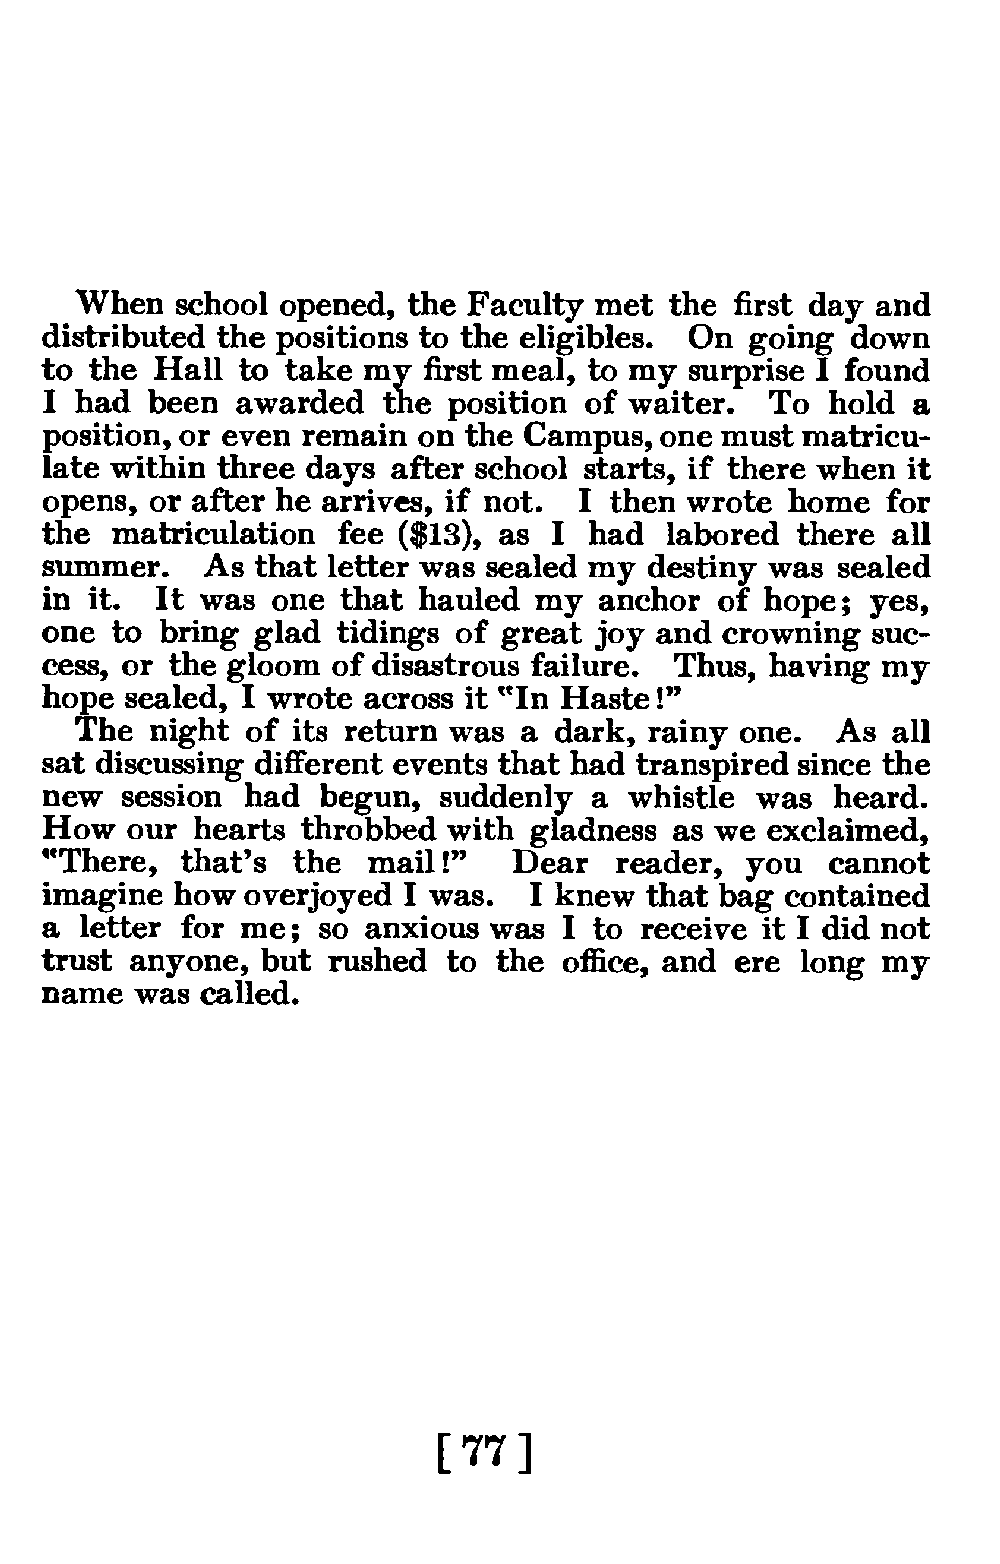 When school opened, the Faculty met the first day and
distributed the positions to the eligibles. On going down
to the Hall to take my first meal, to my surprise I found
I had been awarded the position of waiter. To hold a
position, or even remain on the Campus, one must matricu-
late within three days after school starts, if there when it
opens, or after he arrives, if not. I then wrote home for
the matriculation fee ($13), as I had labored there all
summer. As that letter was sealed my destiny was sealed
in it. It was one that hauled my anchor of hope; yes,
one to bring glad tidings of great joy and crowning suc-
cess, or the gloom of disastrous failure. Thus, having my
hope sealed, I wrote across it "In Haste!"
The night of its return was a dark, rainy one. As all
sat discussing different events that had transpired since the
new session had begun, suddenly a whistle was heard.
How our hearts throbbed with gladness as we exclaimed,
"There, that's the mail!" Dear reader, you cannot
imagine how overjoyed I was. I knew that bag contained
a letter for me; so anxious was I to receive it I did not
trust anyone, but rushed to the office, and ere long my
name was called.
[ 77 ]